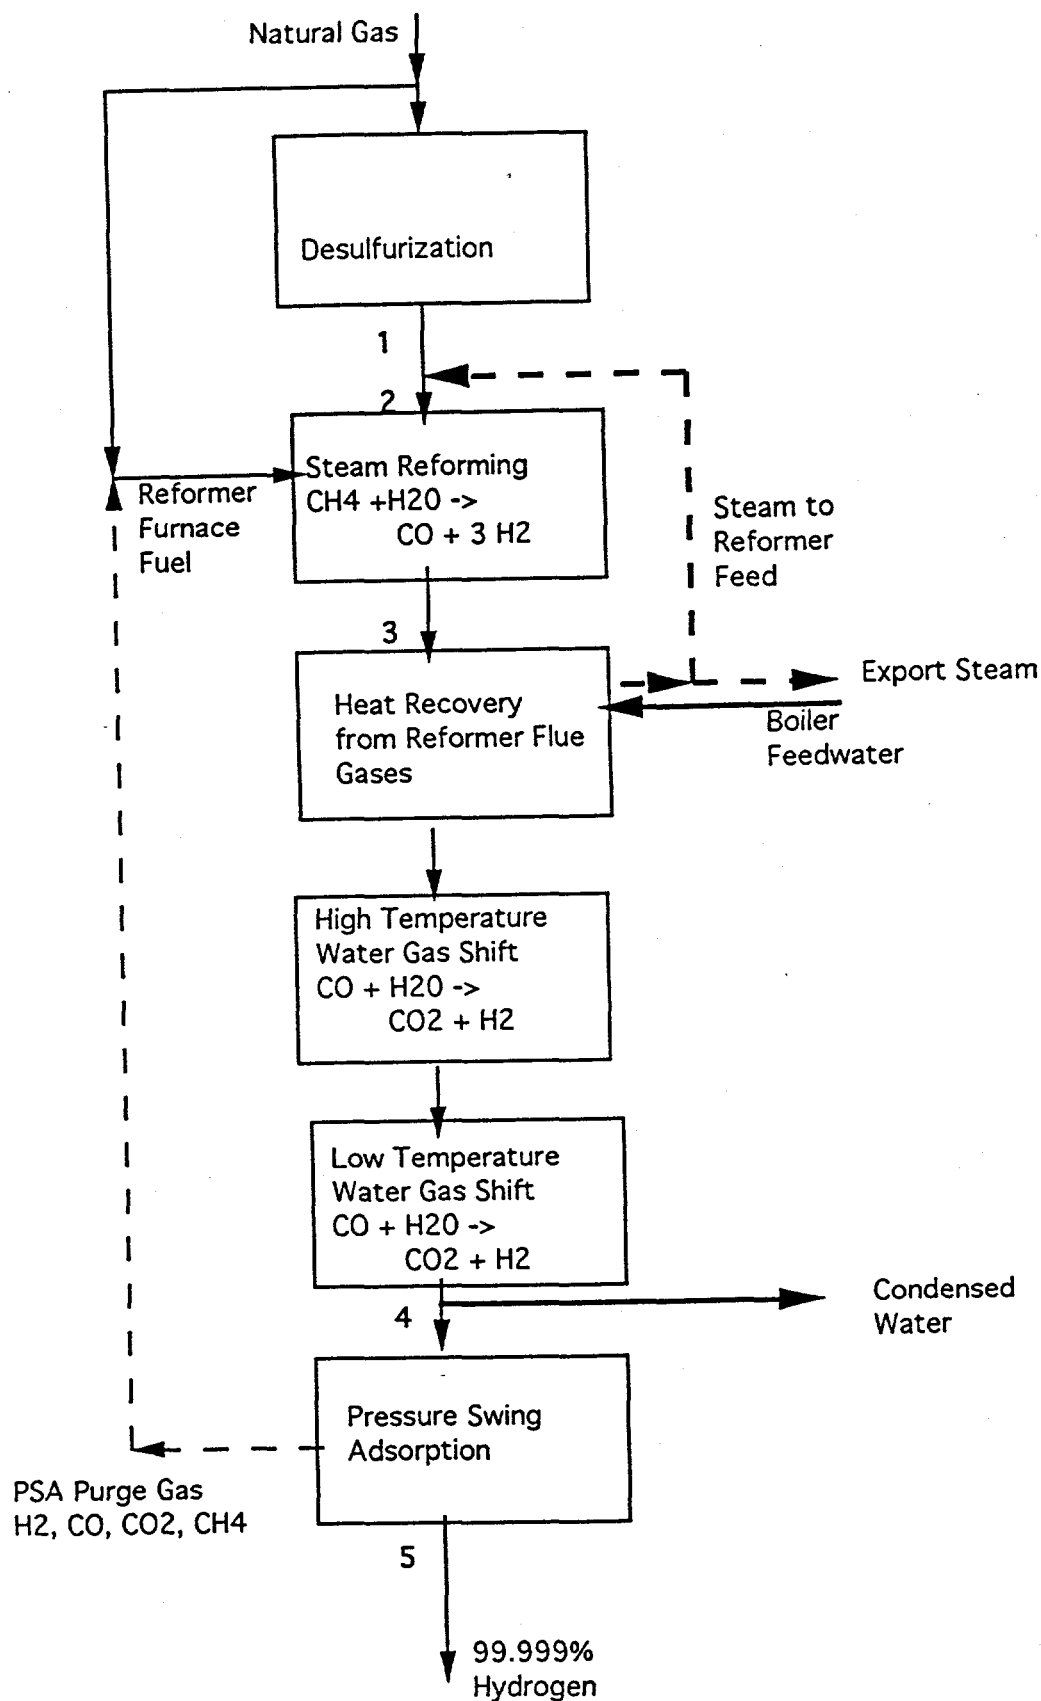 Natural Gas
Desulfurization
1
2
Steam Reforming
CH4 +H2O ->
CO + 3 H2
Reformer
Furnace
Fuel
Steam to
Reformer
Feed
3
Heat Recovery
from Reformer Flue
Gases
Export Steam
Boiler
Feedwater
High Temperature
Water Gas Shift
CO + H2O ->
CO2 + H2
Low Temperature
Water Gas Shift
CO + H2O ->
CO2 + H2
4
Condensed
Water
Pressure Swing
Adsorption
PSA Purge Gas
H2, CO, CO2, CH4
5
99.999%
Hydrogen